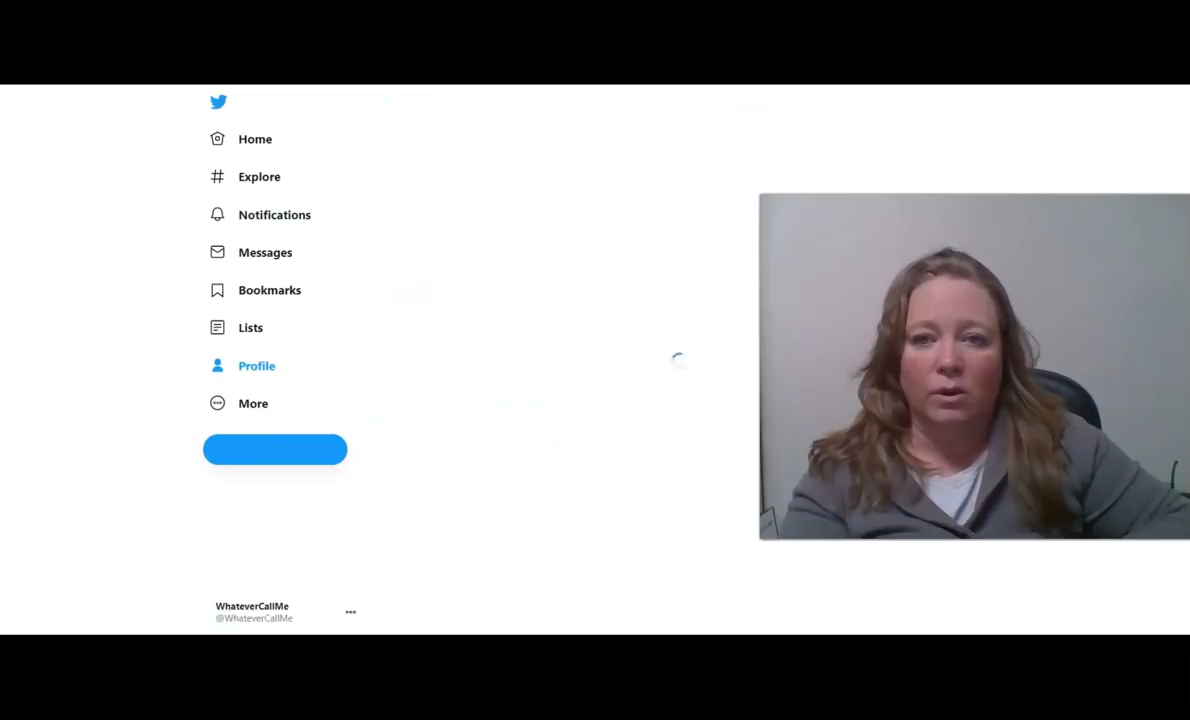 Home
Explore
Notifications
Messages
Bookmarks
Lists
Profile
More
WhateverCallMe
@WhateverCallMe